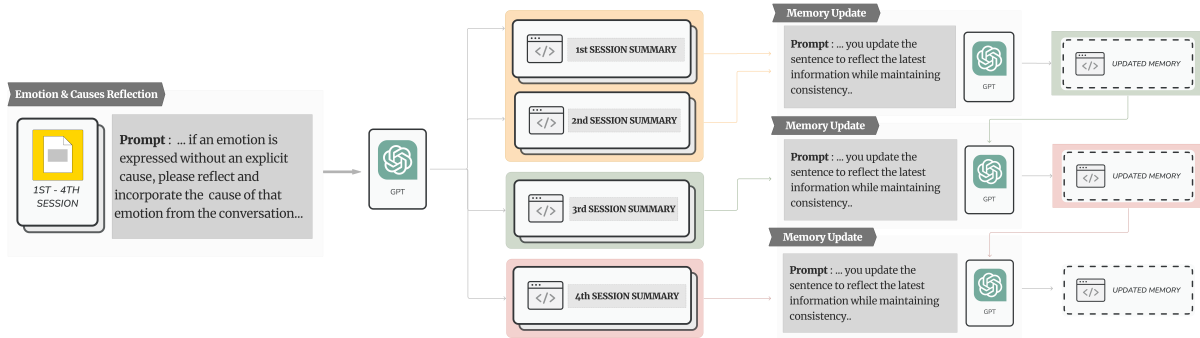 Emotion & Causes Reflection
1ST - 4TH
SESSION
Prompt : ... if an emotion is
expressed without an explicit
cause, please reflect and
incorporate the cause of that
emotion from the conversation...
GPT
</>
1st SESSION SUMMARY
</>
2nd SESSION SUMMARY
</>
3rd SESSION SUMMARY
</>
4th SESSION SUMMARY
Memory Update
Prompt : ... you update the
sentence to reflect the latest
information while maintaining
consistency..
GPT
</>
UPDATED MEMORY
Memory Update
Prompt : ... you update the
sentence to reflect the latest
information while maintaining
consistency..
GPT
</>
UPDATED MEMORY
Memory Update
Prompt : ... you update the
sentence to reflect the latest
information while maintaining
consistency..
GPT
</>
UPDATED MEMORY